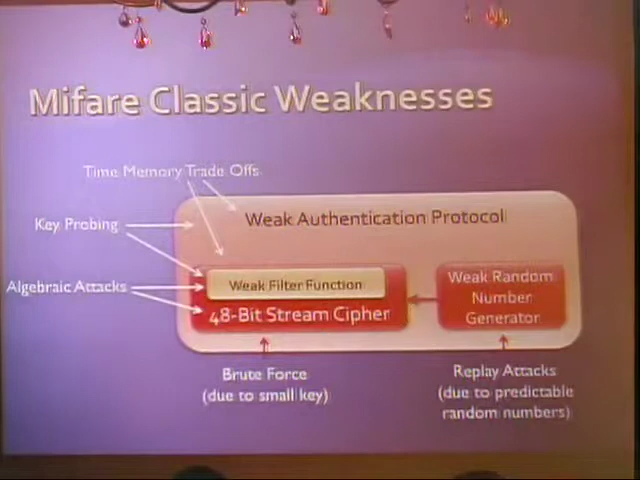 Mifare Classic Weaknesses
Time Memory Trade Offs
Key Probing
Weak Authentication Protocol
Algebraic Attacks
Weak Filter Function
48-Bit Stream Cipher
Weak Random
Number
Generator
Brute Force
(due to small key)
Replay Attacks
(due to predictable
random numbers)